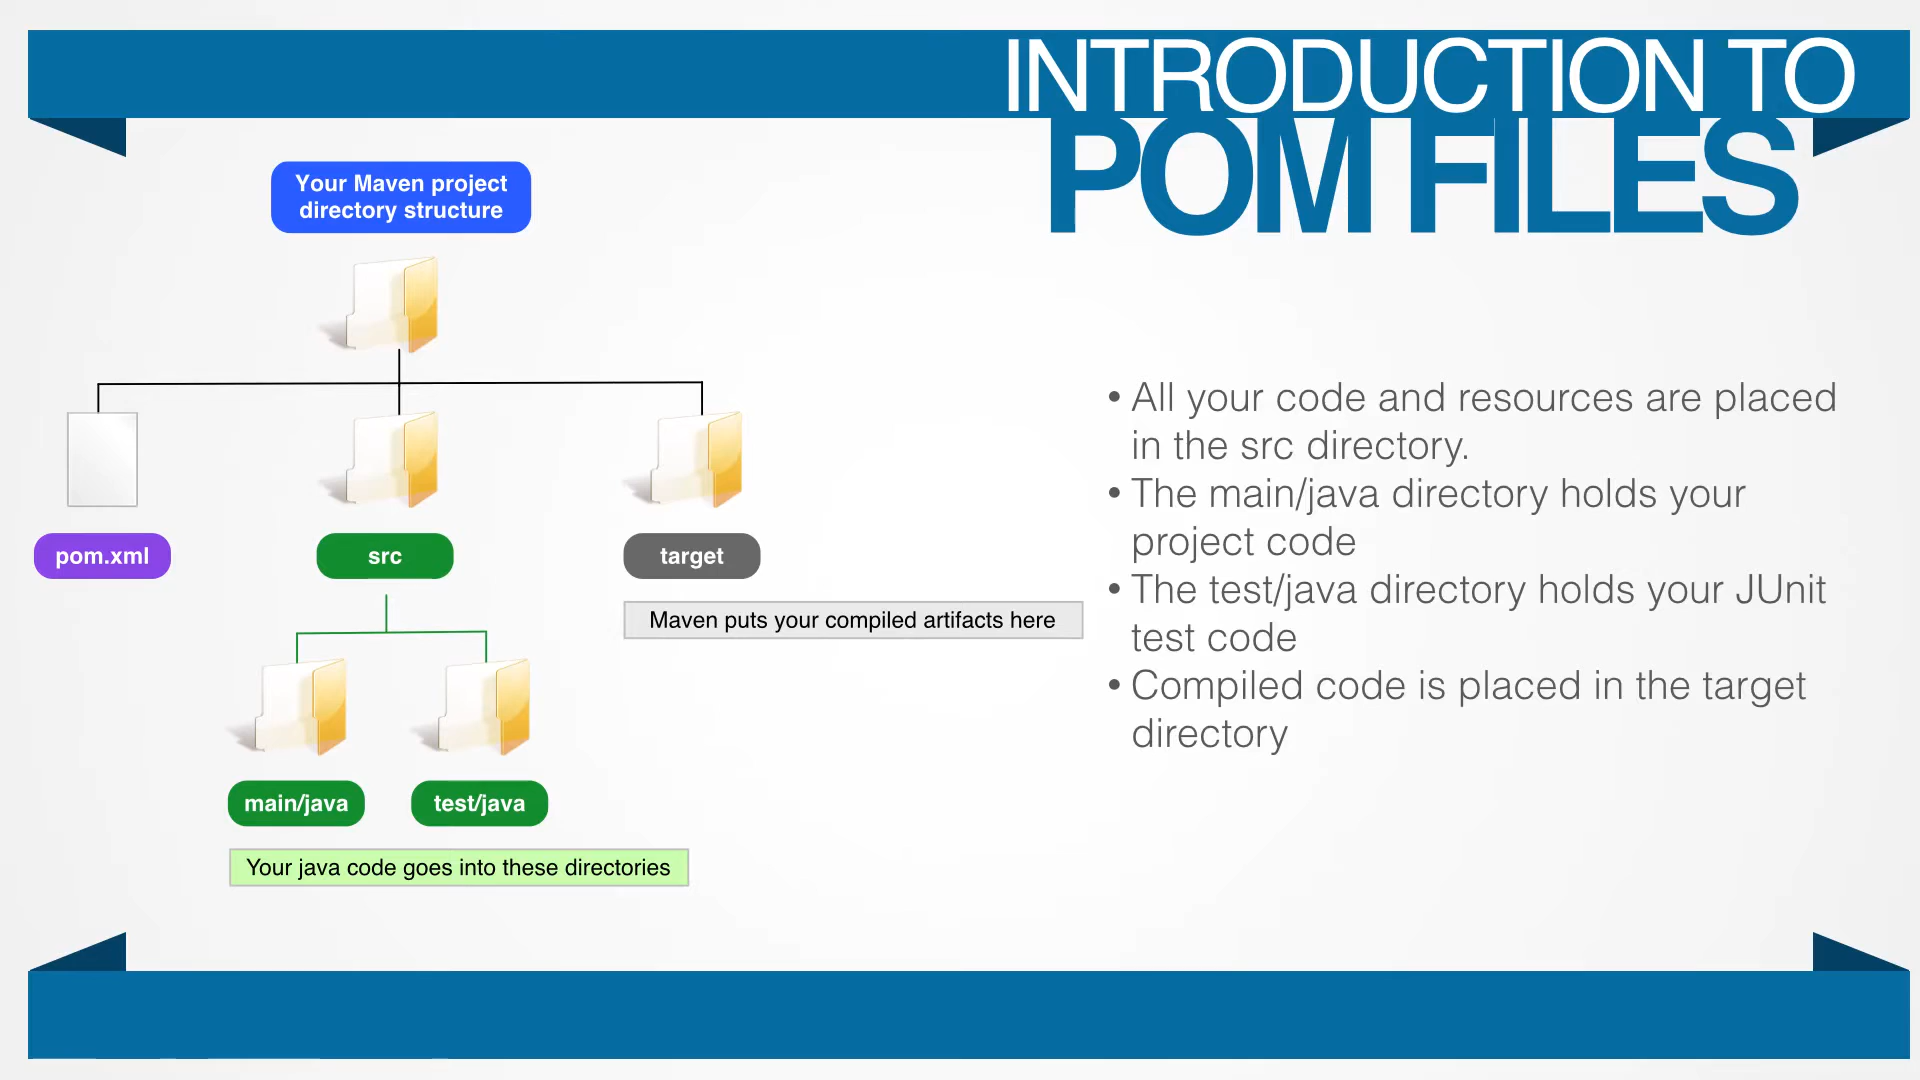 INTRODUCTION TO
POM FILES
Your Maven project
directory structure
pom.xml
src
target
Maven puts your compiled artifacts here
main/java
test/java
Your java code goes into these directories
• All your code and resources are placed
in the src directory.
• The main/java directory holds your
project code
• The test/java directory holds your JUnit
test code
• Compiled code is placed in the target
directory